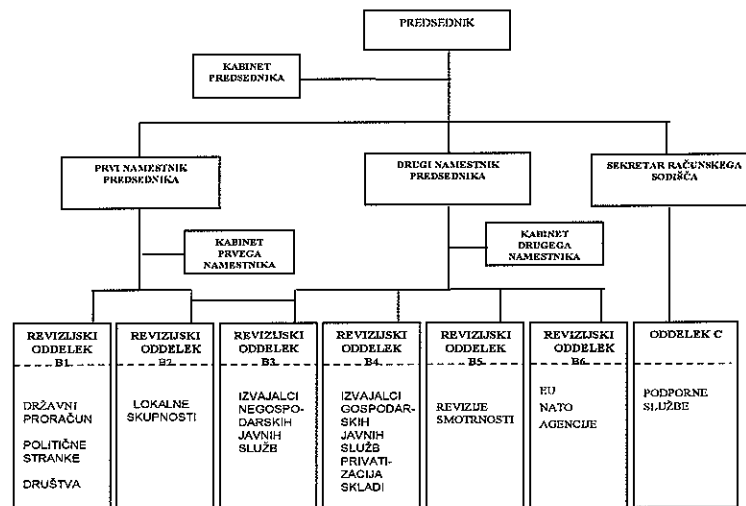 PREDSEDNIK
KABINET
PREDSEDNIKA
PRVI NAMESTNIK
PREDSEDNIKA
DRUGI NAMESTNIK
PREDSEDNIKA
SEKRETAR RAČUNSKEGA
SODIŠČA
KABINET
PRVEGA
NAMESTNIKA
KABINET
DRUGEGA
NAMESTNIKA
REVIZIJSKI
ODDELEK
B1
DRŽAVNI
PRORAČUN
POLITIČNE
STRANKE
DRUŠTVA
REVIZIJSKI
ODDELEK
B2
LOKALNE
SKUPNOSTI
REVIZIJSKI
ODDELEK
B3
IZVAJALCI
NEGOSPO-
DARSKIH
JAVNIH
SLUŽB
REVIZIJSKI
ODDELEK
B4
IZVAJALCI
GOSPODAR-
SKIH
JAVNIH
SLUŽB
PRIVATI-
ZACIJA
SKLADI
REVIZIJSKI
ODDELEK
B5
REVIZIJE
SMOTRNOSTI
REVIZIJSKI
ODDELEK
B6
EU
NATO
AGENCIJE
ODDELEK C
PODPORNE
SLUŽBE